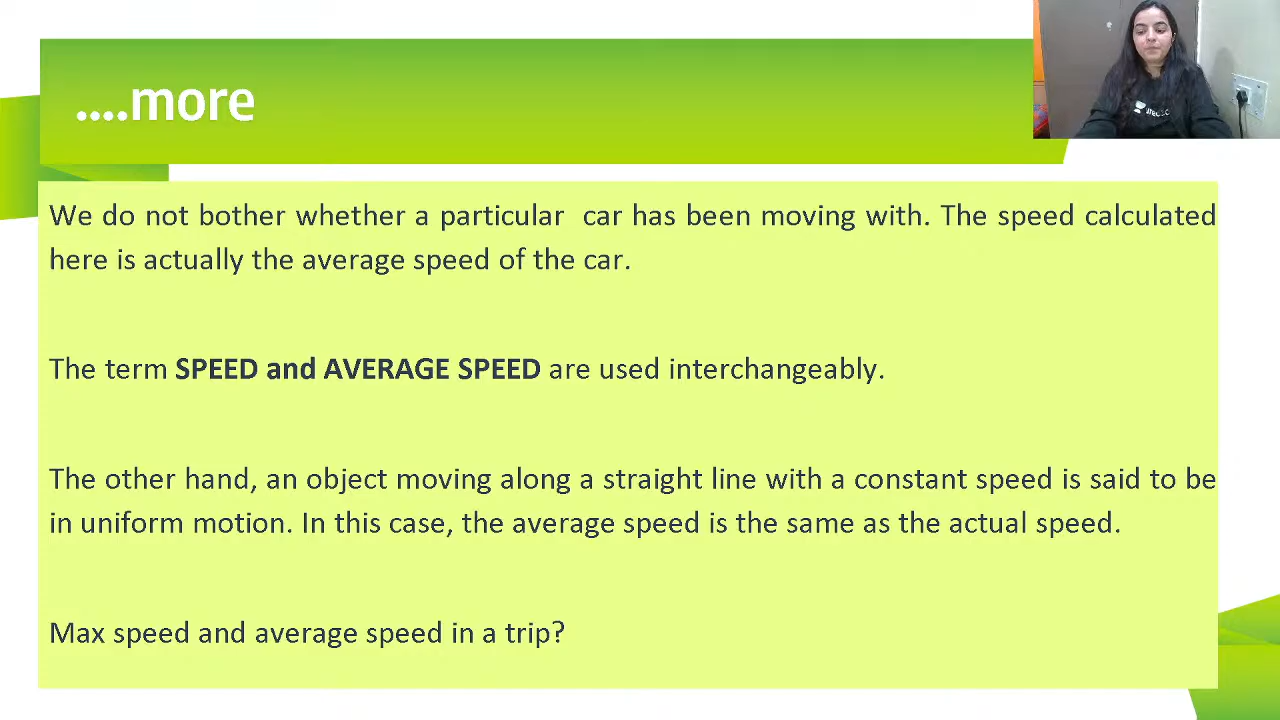 ....more
We do not bother whether a particular car has been moving with. The speed calculated
here is actually the average speed of the car.
The term SPEED and AVERAGE SPEED are used interchangeably.
The other hand, an object moving along a straight line with a constant speed is said to be
in uniform motion. In this case, the average speed is the same as the actual speed.
Max speed and average speed in a trip?